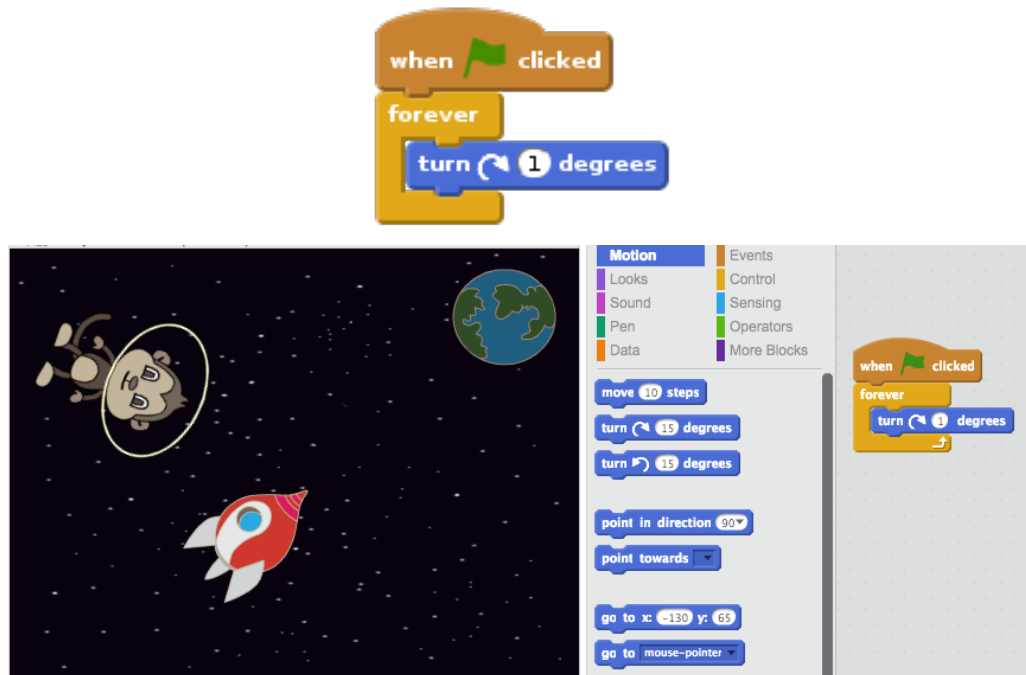 when clicked
forever
turn 1 degrees
Motion
Looks
Sound
Pen
Data
Events
Control
Sensing
Operators
More Blocks
move 10 steps
turn 15 degrees
turn 15 degrees
point in direction 90▼
point towards ▼
go to x: -130 y: 65
go to mouse-pointer ▼
when clicked
forever
turn 1 degrees